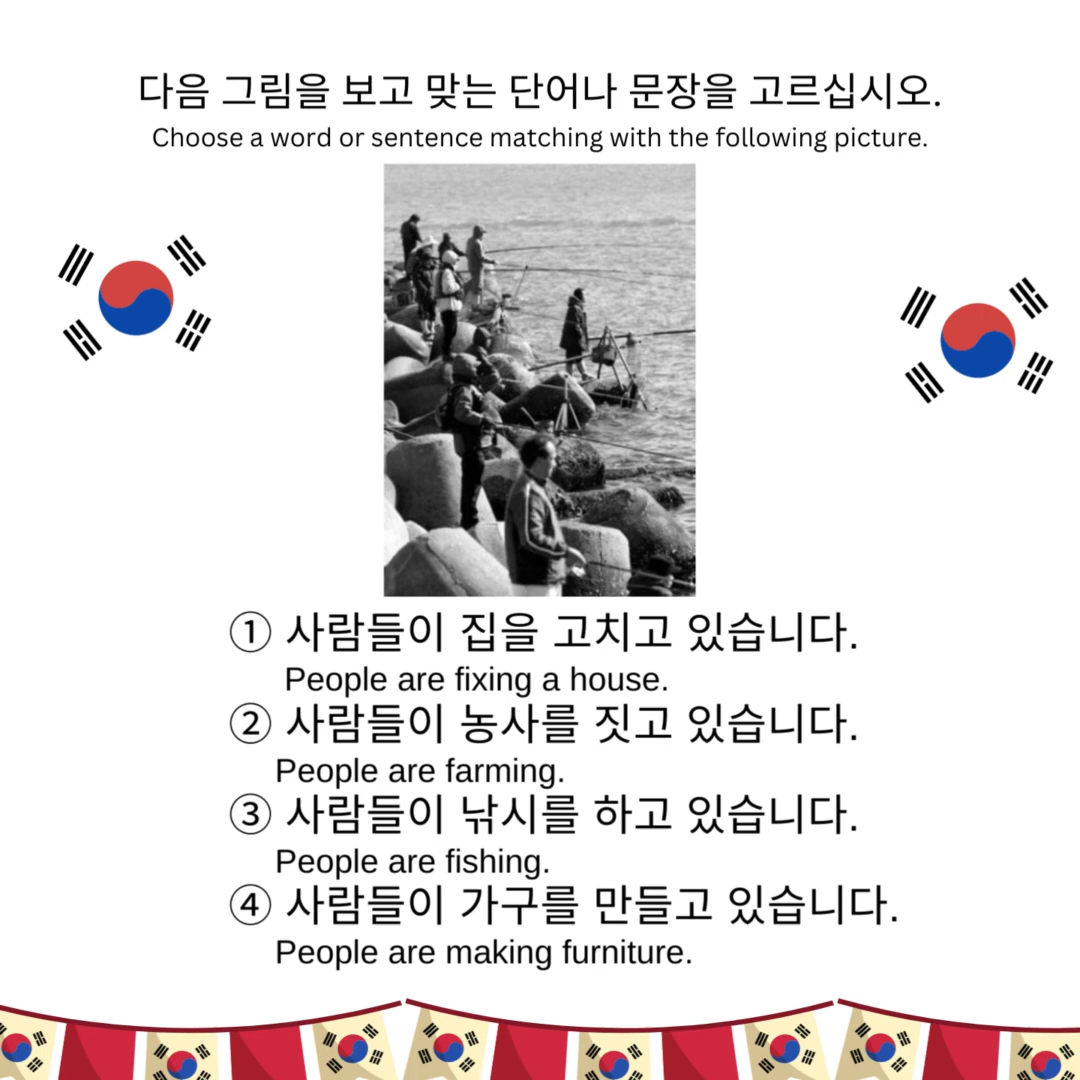 다음 그림을 보고 맞는 단어나 문장을 고르십시오.
Choose a word or sentence matching with the following picture.
① 사람들이 집을 고치고 있습니다.
People are fixing a house.
② 사람들이 농사를 짓고 있습니다.
People are farming.
③ 사람들이 낚시를 하고 있습니다.
People are fishing.
④ 사람들이 가구를 만들고 있습니다.
People are making furniture.